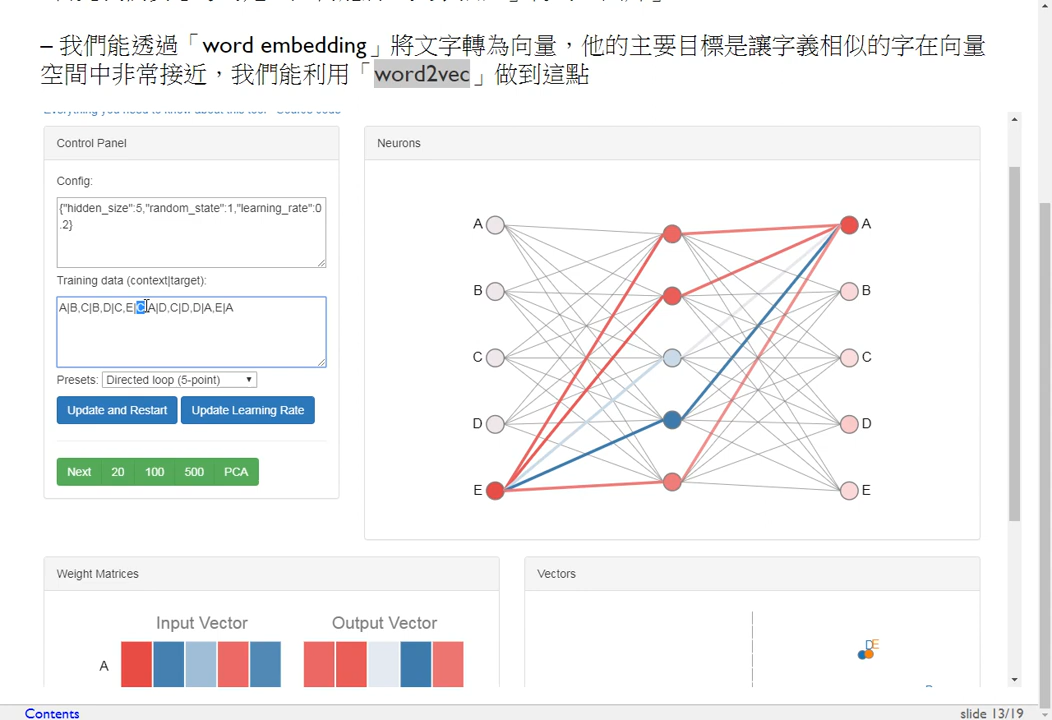 – 我們能透過「word embedding」將文字轉為向量，他的主要目標是讓字義相似的字在向量
空間中非常接近，我們能利用「word2vec」做到這點
Control Panel
Config:
{"hidden_size":5,"random_state":1,"learning_rate":0
.2}
Training data (context|target):
A|B,C|B,D|C,E|C,A|D,C|D,D|A,E|A
Presets: Directed loop (5-point)
Update and Restart Update Learning Rate
Next 20 100 500 PCA
Neurons
A A
B B
C C
D D
E E
Weight Matrices
Input Vector Output Vector
A
Vectors
D E
Contents
slide 13/19